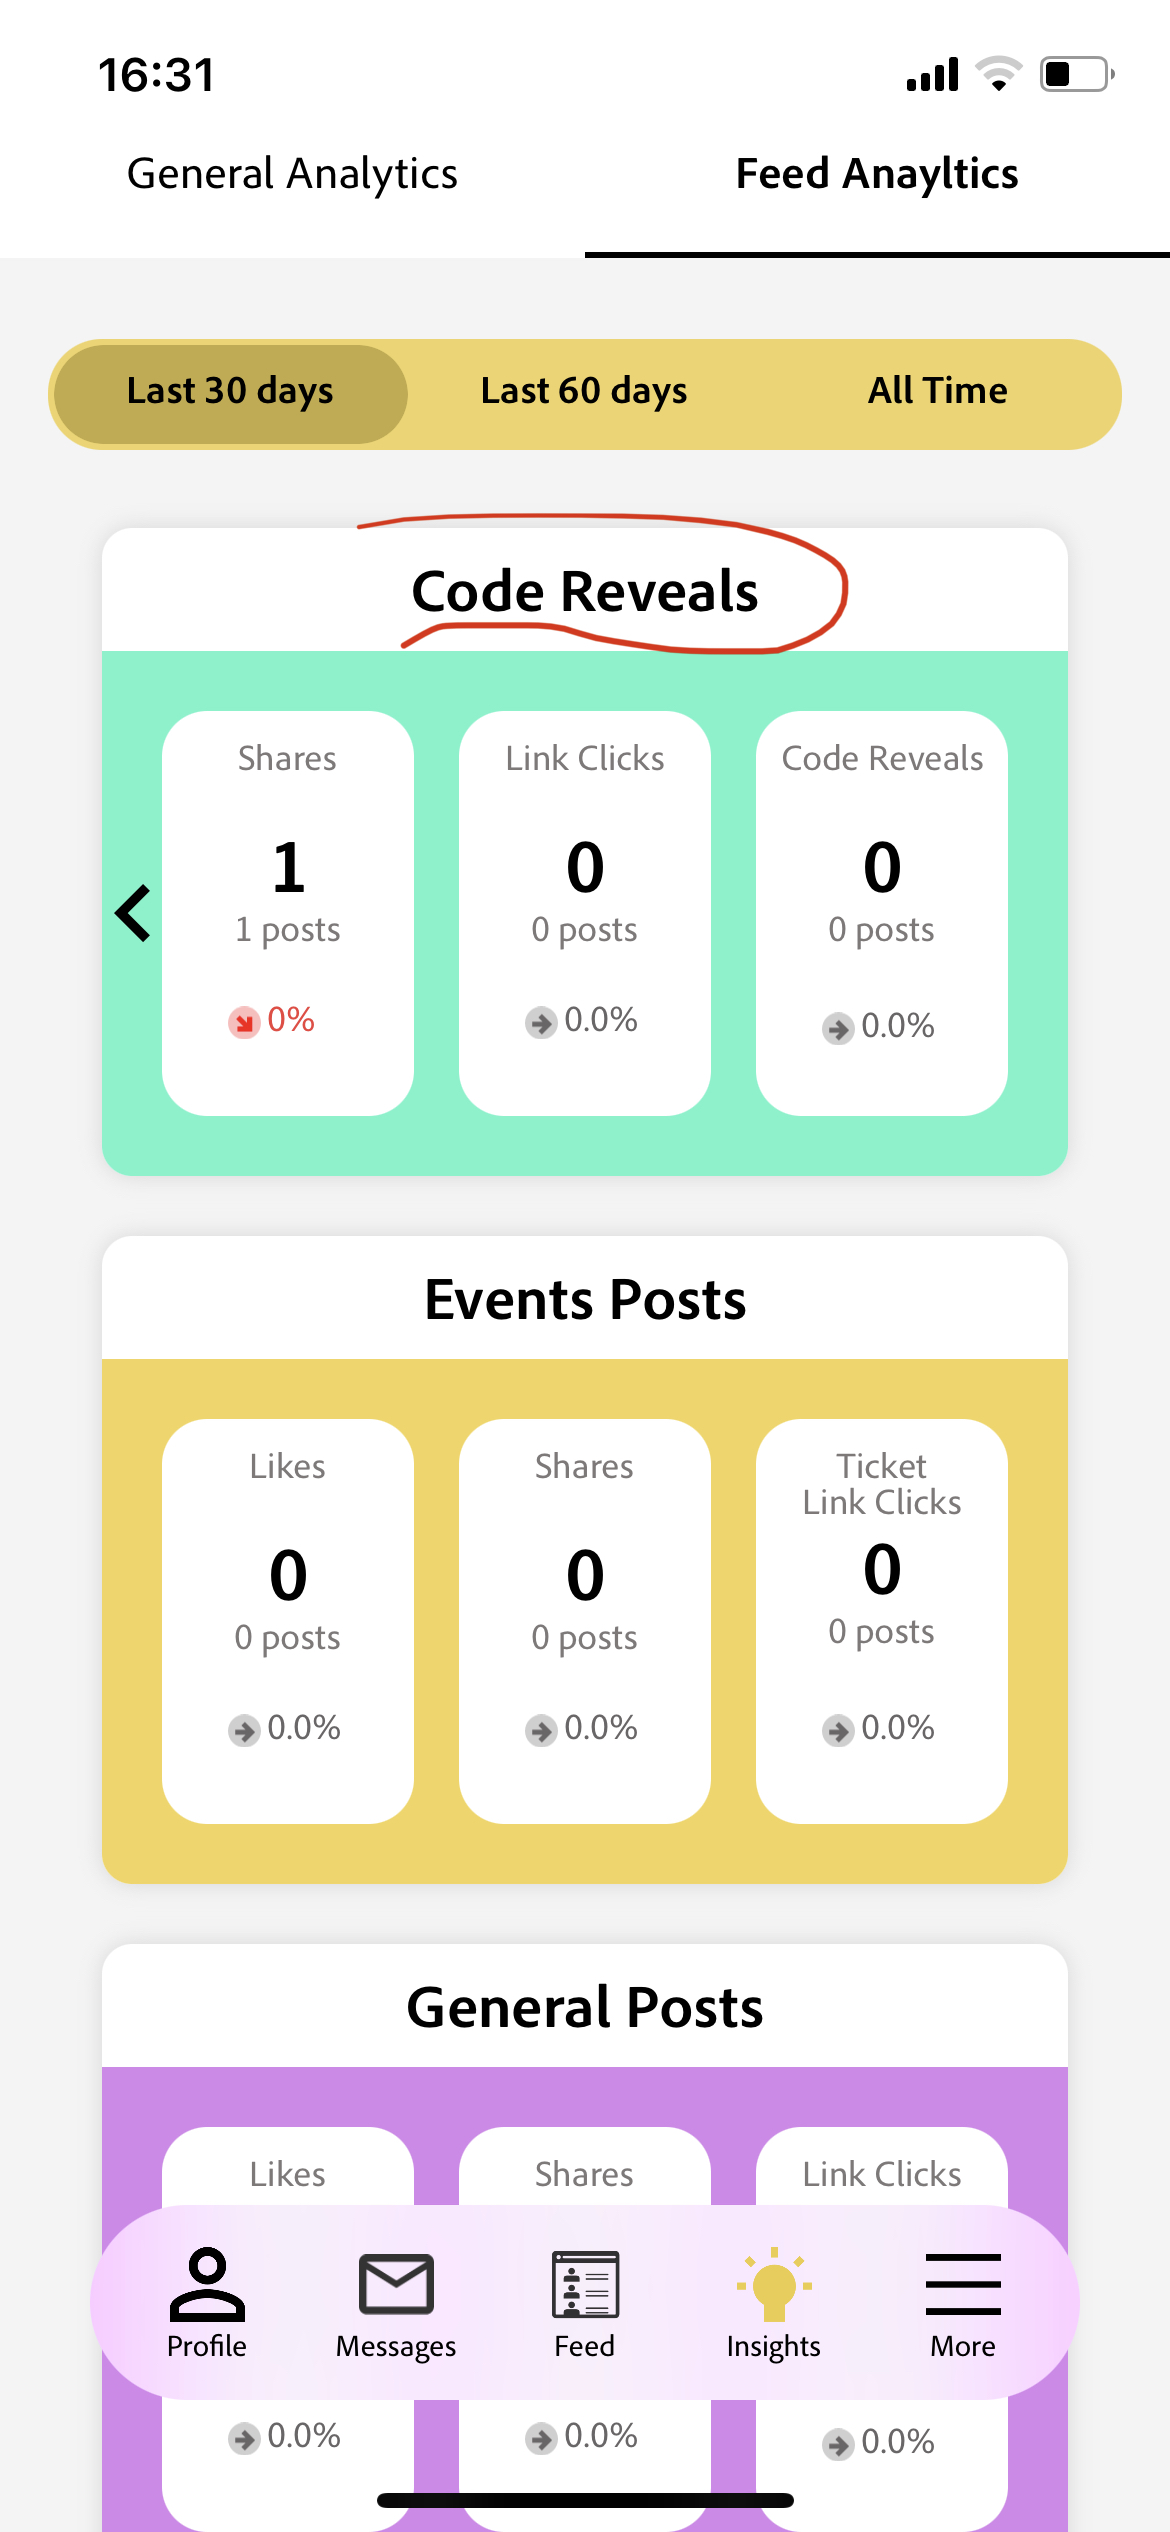 16:31
General Analytics
Feed Anayltics
Last 30 days
Last 60 days
All Time
Code Reveals
Shares
Link Clicks
Code Reveals
1
0
0
1 posts
0 posts
0 posts
0%
0.0%
0.0%
Events Posts
Likes
Shares
Ticket
Link Clicks
0
0
0
0 posts
0 posts
0 posts
0.0%
0.0%
0.0%
General Posts
Likes
Shares
Link Clicks
Profile
Messages
Feed
Insights
More
0.0%
0.0%
0.0%